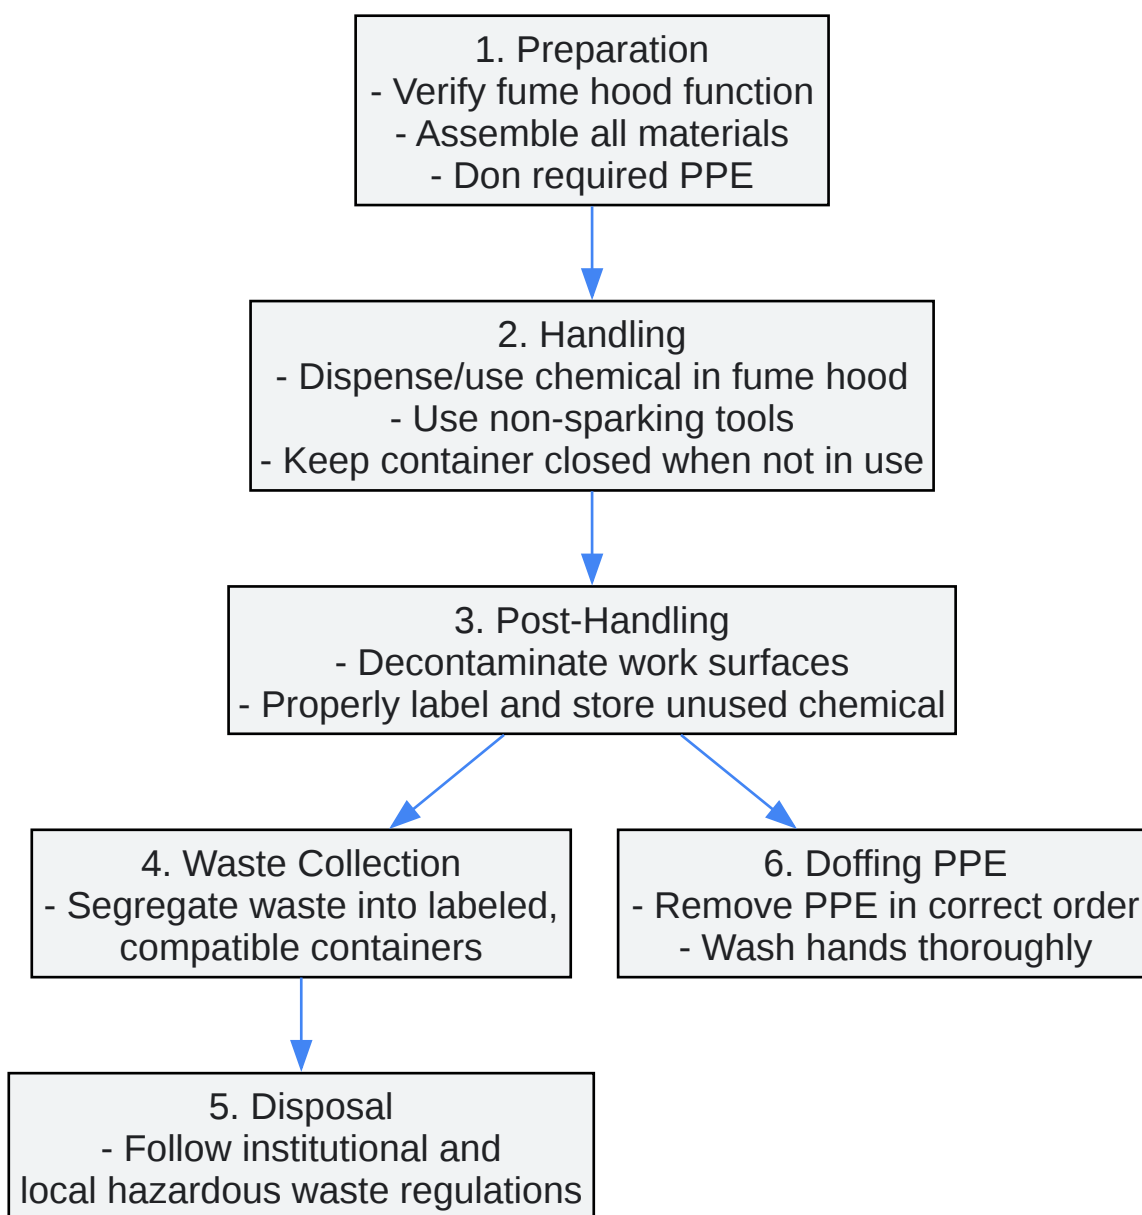 1. Preparation
- Verify fume hood function
- Assemble all materials
- Don required PPE
2. Handling
- Dispense/use chemical in fume hood
- Use non-sparking tools
- Keep container closed when not in use
3. Post-Handling
- Decontaminate work surfaces
- Properly label and store unused chemical
4. Waste Collection
- Segregate waste into labeled,
compatible containers
6. Doffing PPE
- Remove PPE in correct order
- Wash hands thoroughly
5. Disposal
- Follow institutional and
local hazardous waste regulations